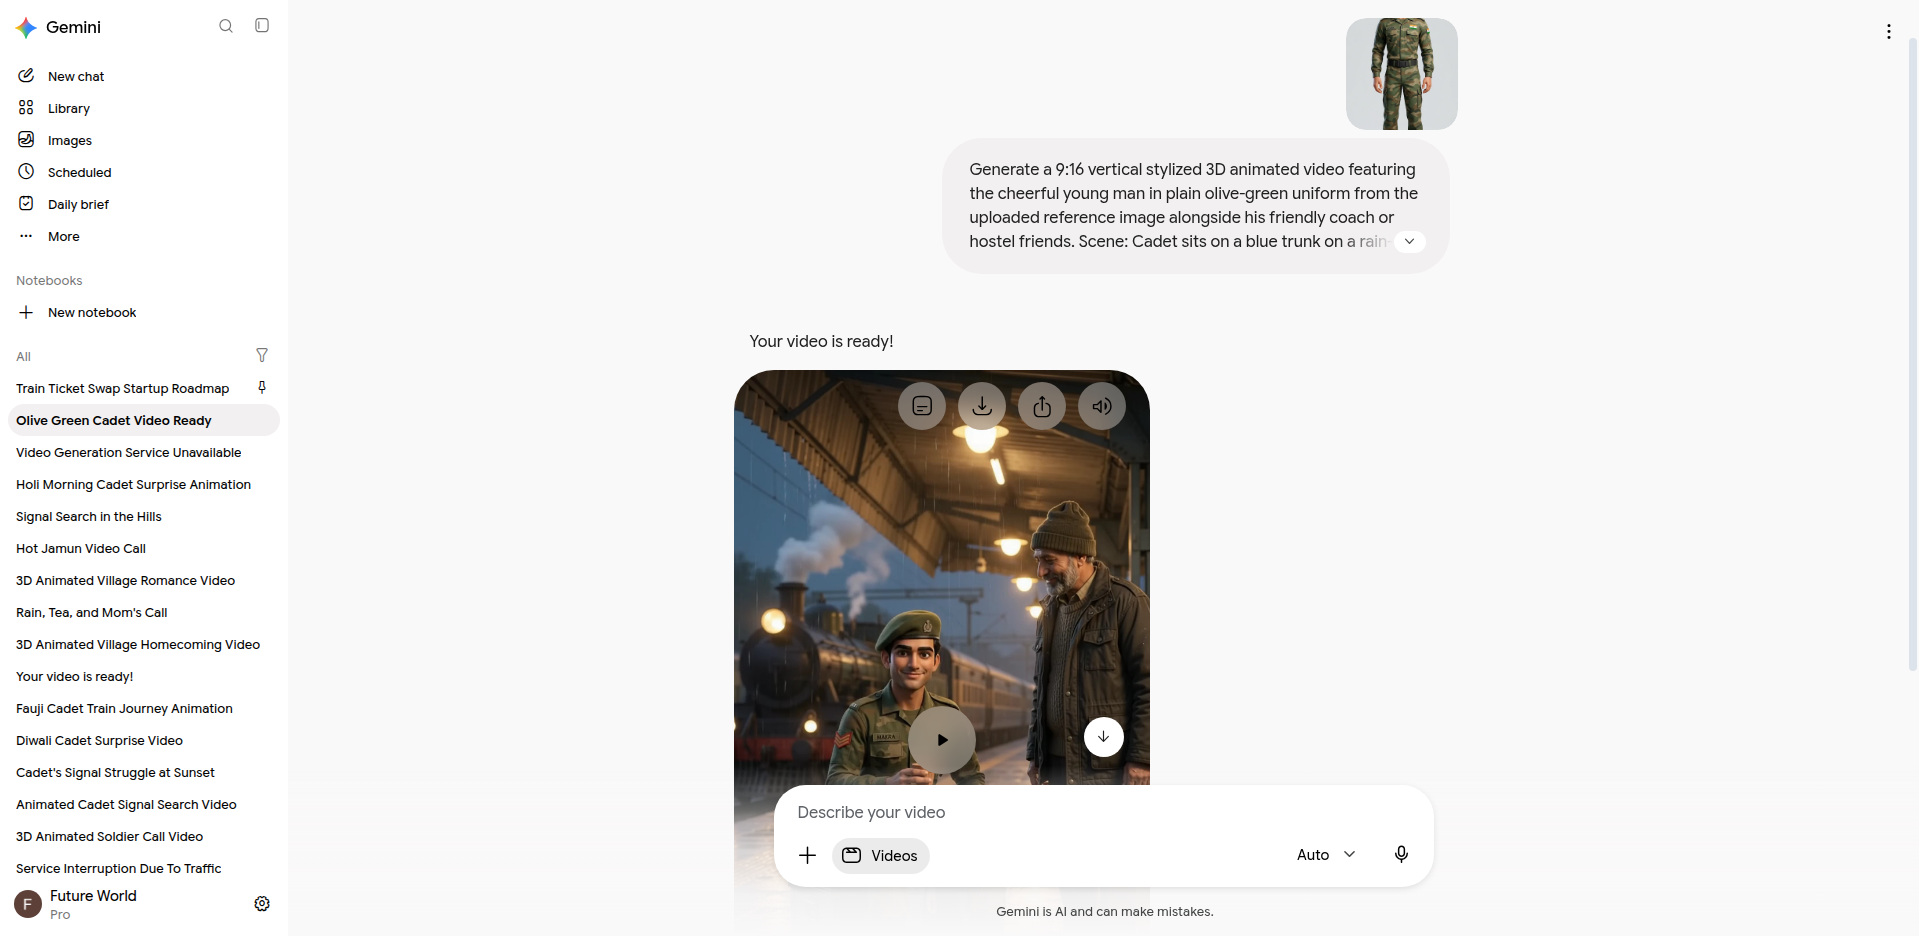 Gemini
New chat
Library
Images
Scheduled
Daily brief
More
Notebooks
New notebook
All
Train Ticket Swap Startup Roadmap
Olive Green Cadet Video Ready
Video Generation Service Unavailable
Holi Morning Cadet Surprise Animation
Signal Search in the Hills
Hot Jamun Video Call
3D Animated Village Romance Video
Rain, Tea, and Mom's Call
3D Animated Village Homecoming Video
Your video is ready!
Fauji Cadet Train Journey Animation
Diwali Cadet Surprise Video
Cadet's Signal Struggle at Sunset
Animated Cadet Signal Search Video
3D Animated Soldier Call Video
Service Interruption Due To Traffic
F
Future World
Pro
Generate a 9:16 vertical stylized 3D animated video featuring
the cheerful young man in plain olive-green uniform from the
uploaded reference image alongside his friendly coach or
hostel friends. Scene: Cadet sits on a blue trunk on a rain-
Your video is ready!
Describe your video
Videos
Auto
Gemini is AI and can make mistakes.